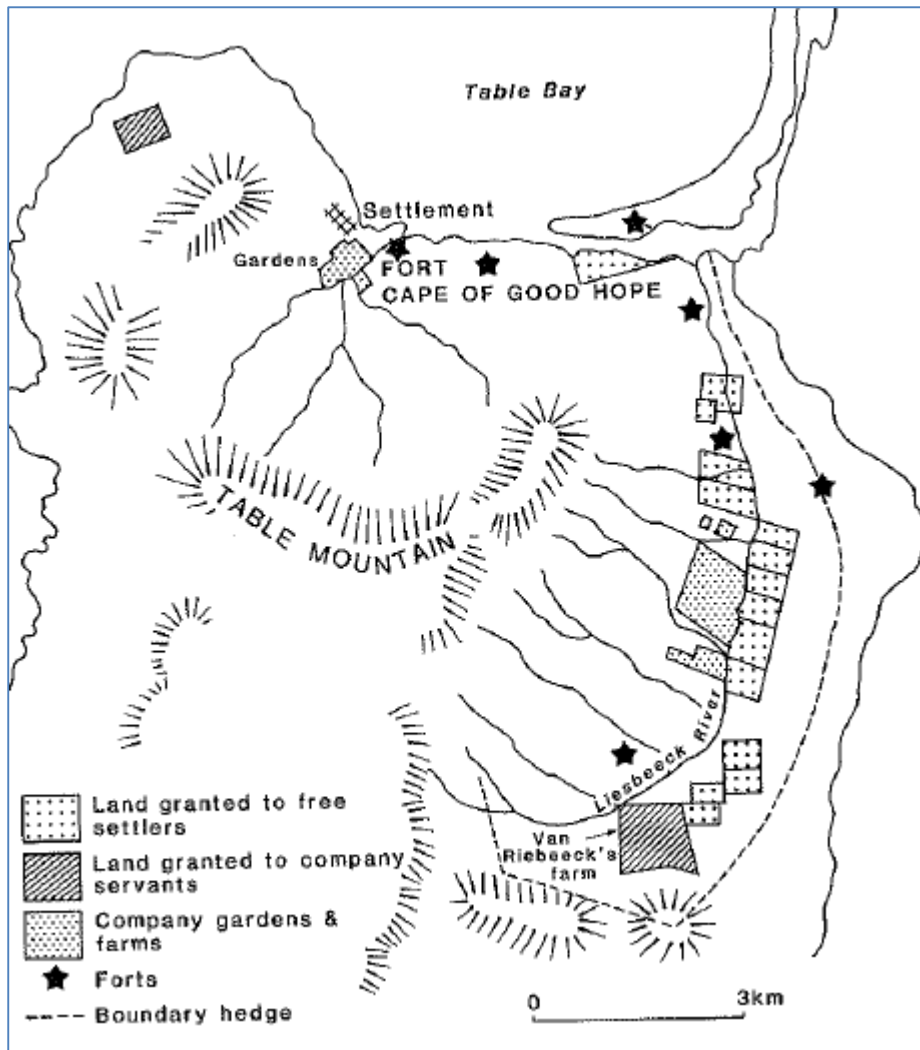 Table Bay
Settlement
Gardens
FORT
CAPE OF GOOD HOPE
TABLE MOUNTAIN
Liesbeeck River
Van
Riebeeck's
farm
Land granted to free
settlers
Land granted to company
servants
Company gardens &
farms
Forts
Boundary hedge
0 3km